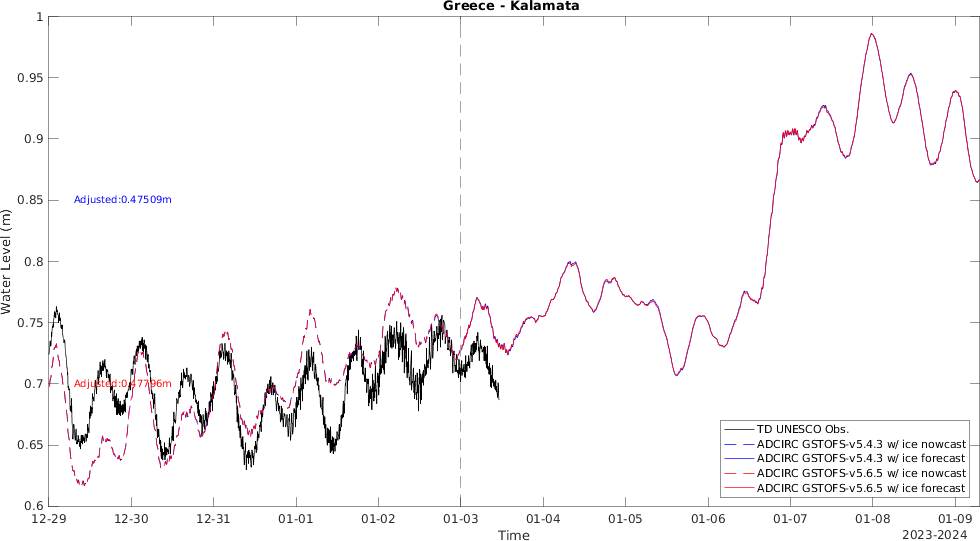 Greece - Kalamata
1
0.95
0.9
0.85
0.8
0.75
0.7
0.65
0.6
Water Level (m)
Adjusted:0.47509m
Adjusted:0.47796m
TD UNESCO Obs.
ADCIRC GSTOFS-v5.4.3 w/ ice nowcast
ADCIRC GSTOFS-v5.4.3 w/ ice forecast
ADCIRC GSTOFS-v5.6.5 w/ ice nowcast
ADCIRC GSTOFS-v5.6.5 w/ ice forecast
12-29 12-30 12-31 01-01 01-02 01-03 01-04 01-05 01-06 01-07 01-08 01-09
Time
2023-2024